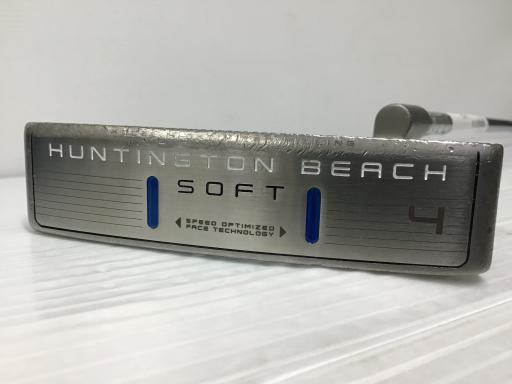 HUNTINGTON BEACH
SOFT
4
SPEED OPTIMIZED
FACE TECHNOLOGY